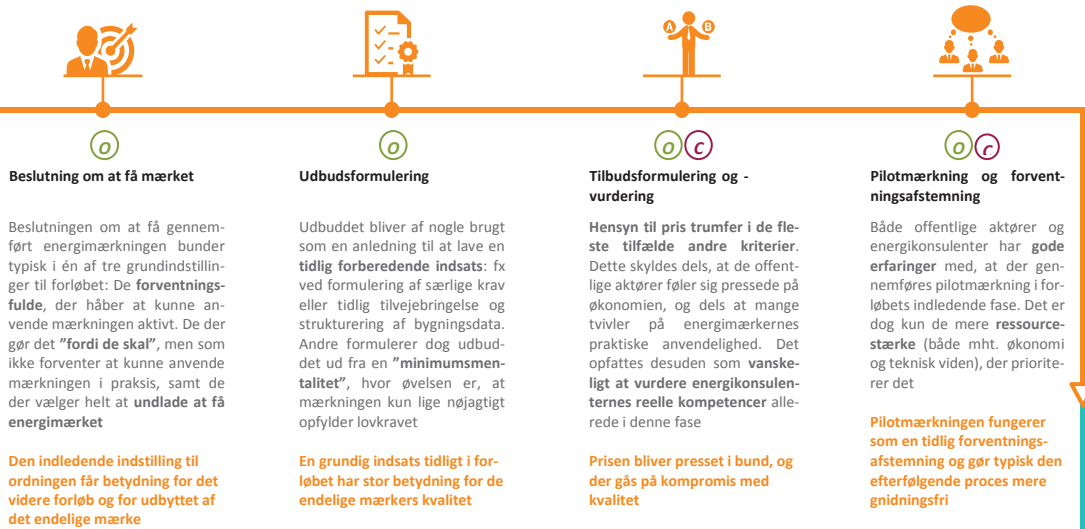 A B
o
Beslutning om at få mærket
Beslutningen om at få gennem-
ført energimærkningen bunder
typisk i én af tre grundindstillin-
ger til forløbet: De forventnings-
fulde, der håber at kunne an-
vende mærkningen aktivt. De der
gør det ”fordi de skal”, men som
ikke forventer at kunne anvende
mærkningen i praksis, samt de
der vælger helt at undlade at få
energimærket
Den indledende indstilling til
ordningen får betydning for det
videre forløb og for udbyttet af
det endelige mærke
o
Udbudsformulering
Udbuddet bliver af nogle brugt
som en anledning til at lave en
tidlig forberedende indsats: fx
ved formulering af særlige krav
eller tidlig tilvejebringelse og
strukturering af bygningsdata.
Andre formulerer dog udbud-
det ud fra en ”minimumsmen-
talitet”, hvor øvelsen er, at
mærkningen kun lige nøjagtigt
opfylder lovkravet
En grundig indsats tidligt i for-
løbet har stor betydning for de
endelige mærkers kvalitet
o c
Tilbudsformulering og -
vurdering
Hensyn til pris trumfer i de fle-
ste tilfælde andre kriterier.
Dette skyldes dels, at de offent-
lige aktører føler sig pressede på
økonomien, og dels at mange
tvivler på energimærkernes
praktiske anvendelighed. Det
opfattes desuden som vanske-
ligt at vurdere energikonsulen-
ternes reelle kompetencer alle-
rede i denne fase
Prisen bliver presset i bund, og
der gås på kompromis med
kvalitet
o c
Pilotmærkning og forvent-
ningsafstemning
Både offentlige aktører og
energikonsulenter har gode
erfaringer med, at der gen-
nemføres pilotmærkning i for-
løbets indledende fase. Det er
dog kun de mere ressource-
stærke (både mht. økonomi
og teknisk viden), der priorite-
rer det
Pilotmærkningen fungerer
som en tidlig forventnings-
afstemning og gør typisk den
efterfølgende proces mere
gnidningsfri